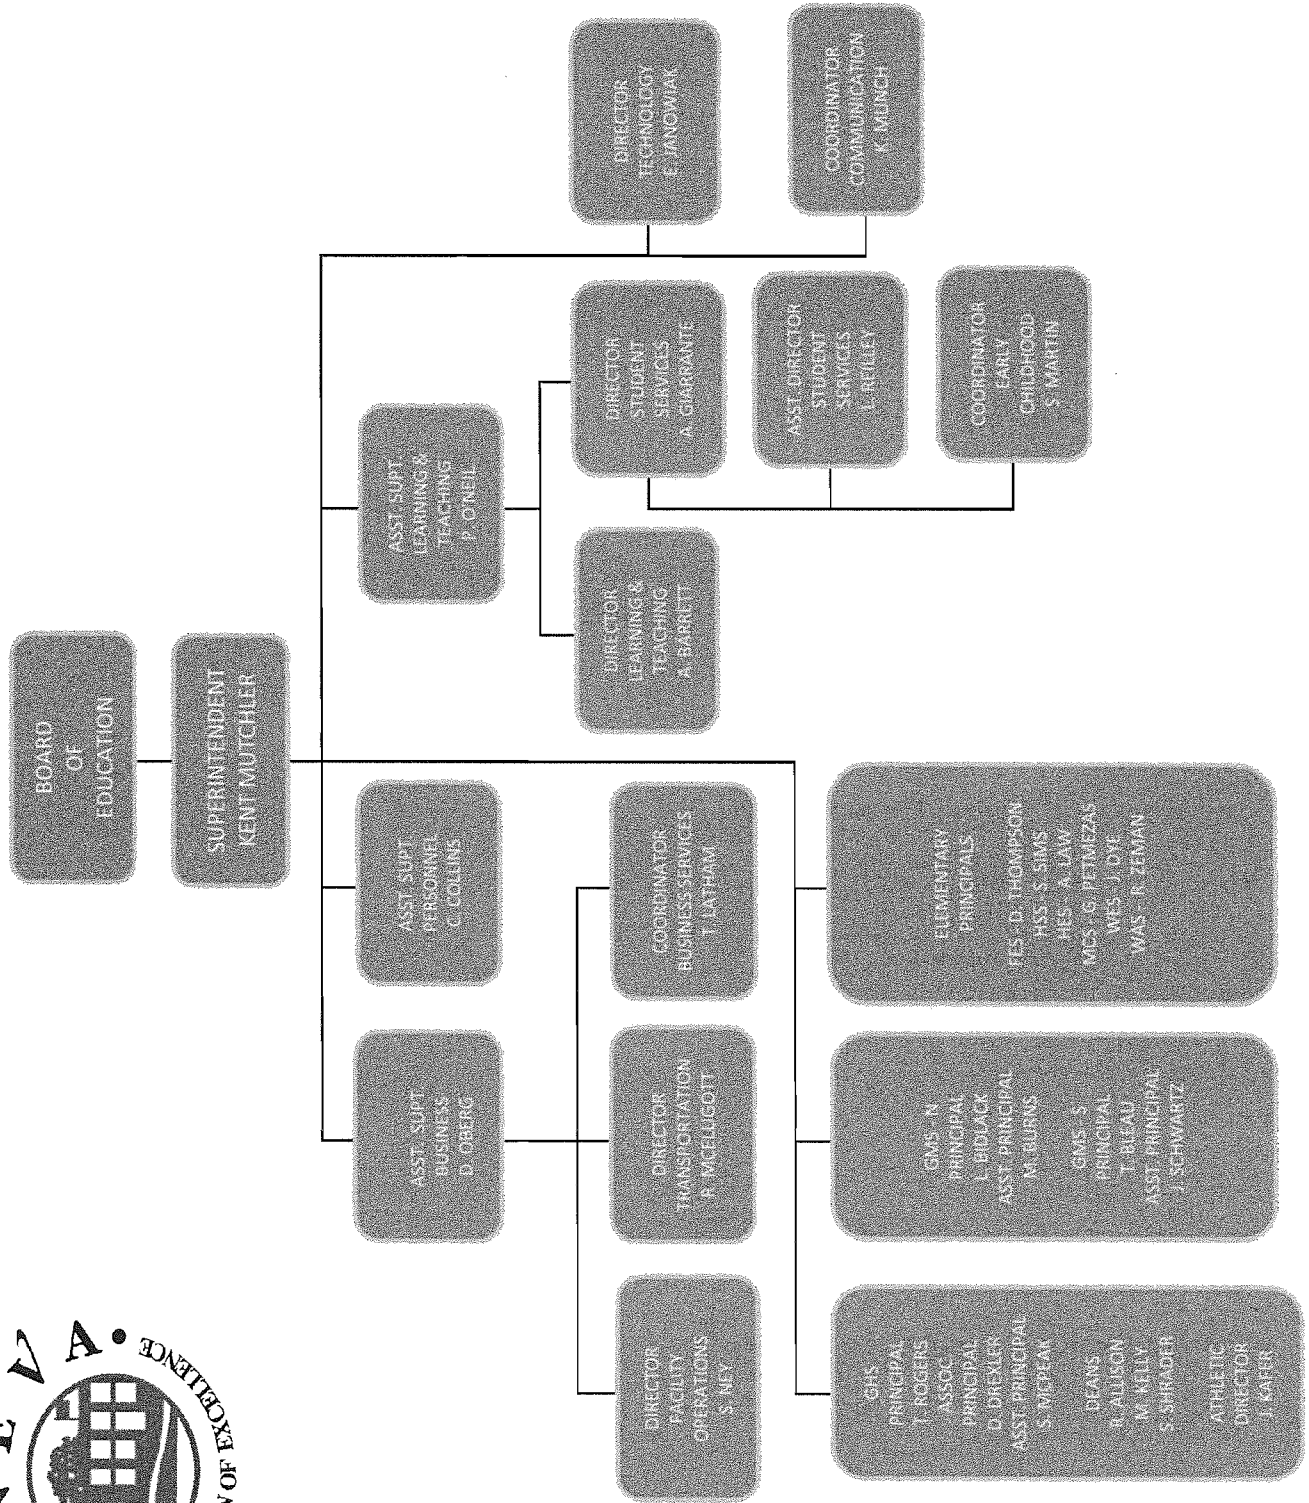 BOARD
OF
EDUCATION
SUPERINTENDENT
KENT MUTCHLER
ASST SUPT
BUSINESS
D. OBERG
ASST SUPT
PERSONNEL
C. COLLINS
ASST SUPT
LEARNING &
TEACHING
P. O'NEIL
DIRECTOR
FACILITY
OPERATIONS
S. NEY
DIRECTOR
TRANSPORTATION
R. MCELLIGOTT
COORDINATOR
BUSINESS SERVICES
T. LATHAM
DIRECTOR
LEARNING &
TEACHING
A. BARRETT
DIRECTOR
STUDENT
SERVICES
A. GIARRANTE
ASST. DIRECTOR
STUDENT
SERVICES
L. REILLEY
COORDINATOR
EARLY
CHILDHOOD
S. MARTIN
DIRECTOR
TECHNOLOGY
E. JANOWIAK
COORDINATOR
COMMUNICATION
K. MUNCH
GHS
PRINCIPAL
ROGERS
ASSOC.
PRINCIPAL
D. DREXLER
ASST PRINCIPAL
S. MCPEAK
DEANS
R. ALLISON
M. KELLY
S. SHRADER
ATHLETIC
DIRECTOR
J. KAFER
GMS - N
PRINCIPAL
L. BIDLACK
ASST PRINCIPAL
M. BURNS
GMS - S
PRINCIPAL
T. BLEAU
ASST PRINCIPAL
J. SCHWARTZ
ELEMENTARY
PRINCIPALS
FES - D. THOMPSON
HSS - S. SIMS
HES - A. LAW
MCS - G. PETMEZAS
WES - J. DYE
WAS - R. ZEMAN
E V A •
OF EXCELLENCE